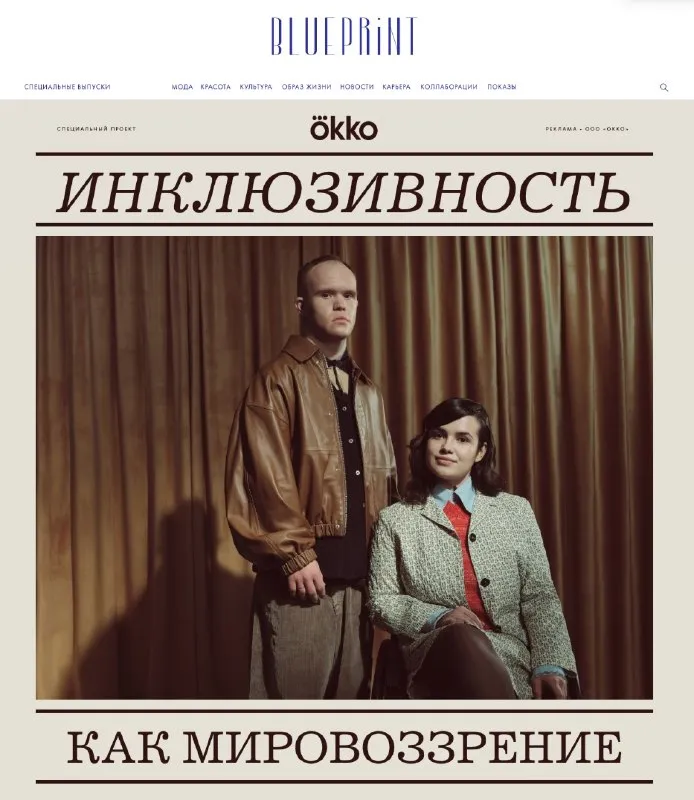 BLUEPRiNT
СПЕЦИАЛЬНЫЕ ВЫПУСКИ МОДА КРАСОТА КУЛЬТУРА ОБРАЗ ЖИЗНИ НОВОСТИ КАРЬЕРА КОЛЛАБОРАЦИИ ПОКАЗЫ
СПЕЦИАЛЬНЫЙ ПРОЕКТ ökko РЕКЛАМА • ООО «ОККО»
ИНКЛЮЗИВНОСТЬ
КАК МИРОВОЗЗРЕНИЕ